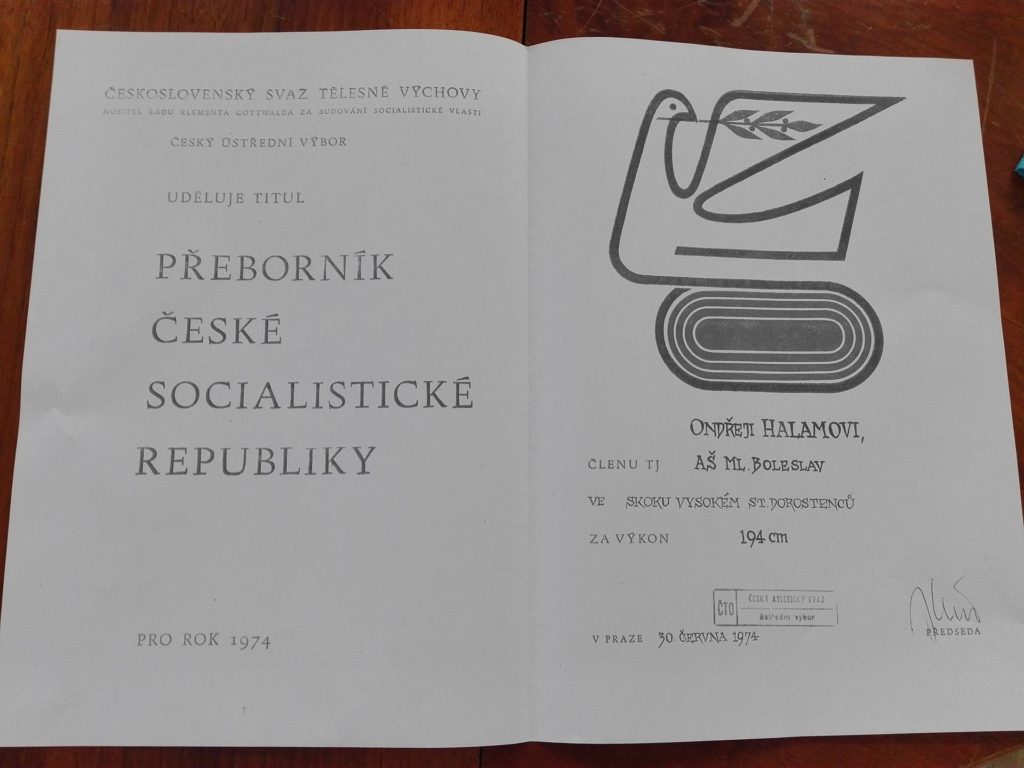 ČESKOSLOVENSKÝ SVAZ TĚLESNÉ VÝCHOVY
NOSITEL ŘÁDU KLEMENTA GOTTWALDA ZA BUDOVÁNÍ SOCIALISTICKÉ VLASTI
ČESKÝ ÚSTŘEDNÍ VÝBOR
UDĚLUJE TITUL
PŘEBORNÍK
ČESKÉ
SOCIALISTICKÉ
REPUBLIKY
PRO ROK 1974
ONDŘEJI HALAMOVI,
ČLENU TJ AŠ ML. BOLESLAV
VE SKOKU VYSOKÉM ST. DOROSTENCŮ
ZA VÝKON 194 cm
ČTO ČESKÝ ATLETICKÝ SVAZ
ústřední výbor
V PRAZE 30. ČERVNA 1974
PŘEDSEDA